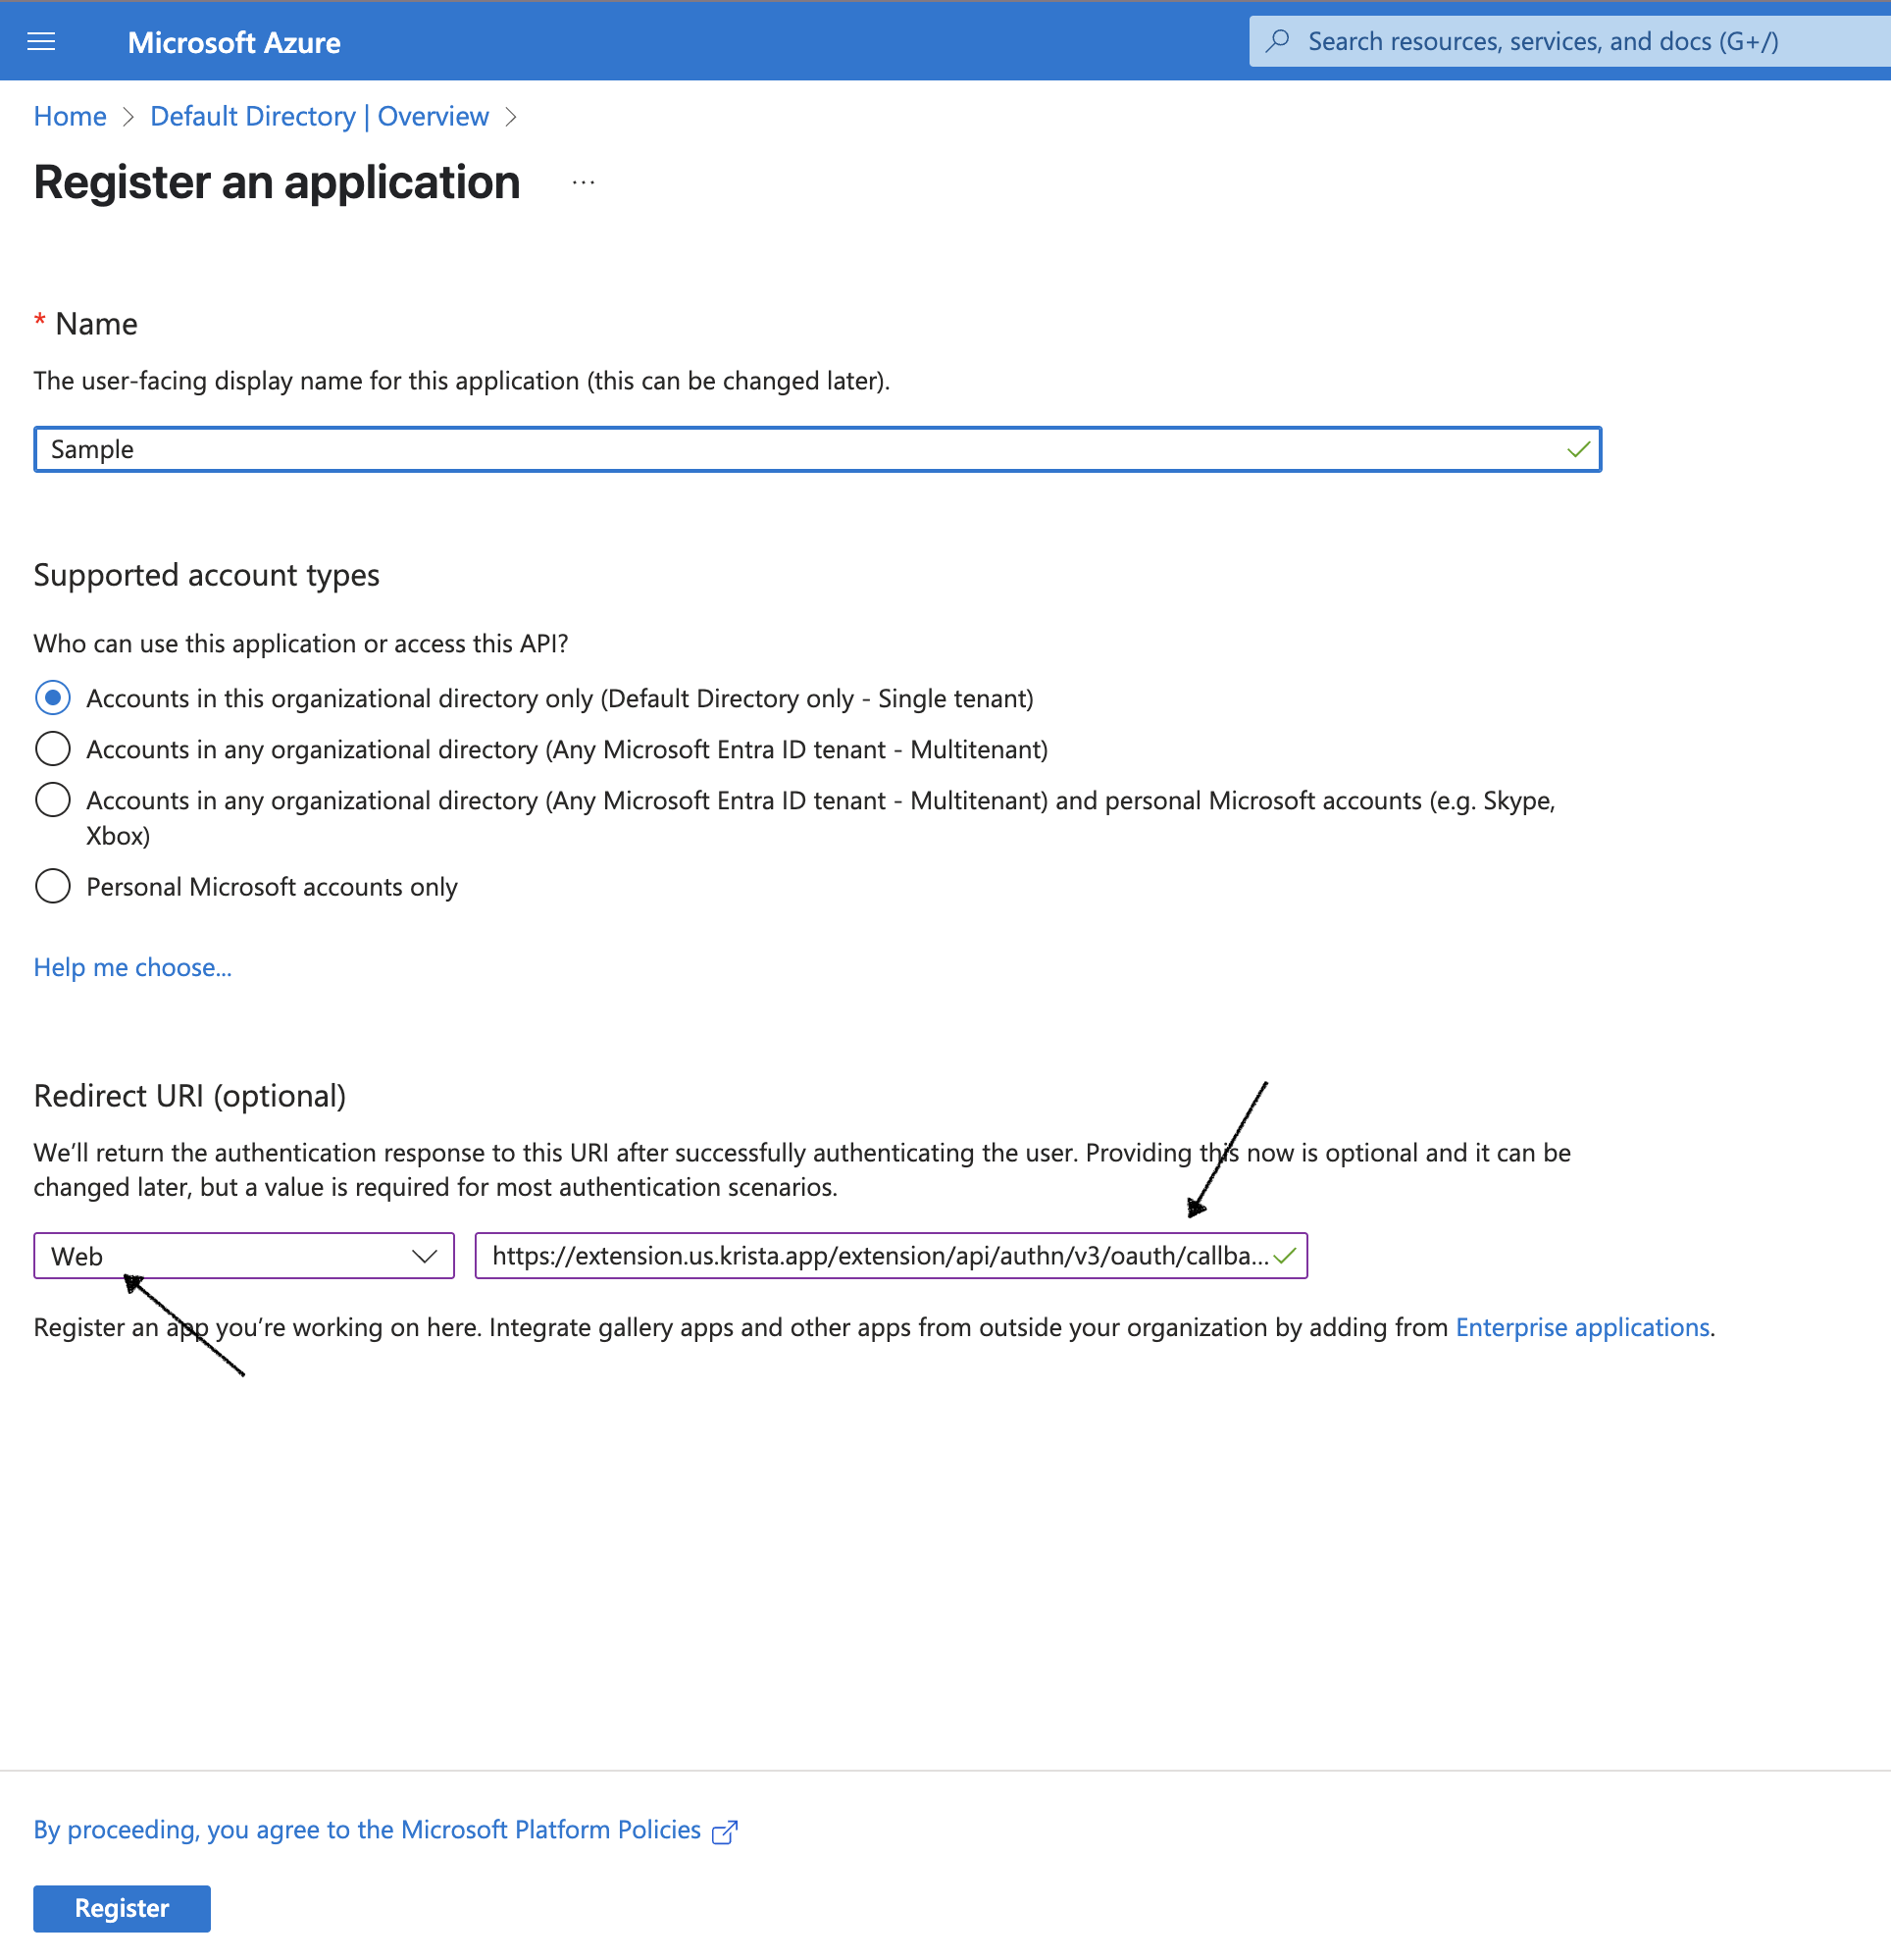 Microsoft Azure
Search resources, services, and docs (G+/)
Home > Default Directory | Overview >
Register an application ...
* Name
The user-facing display name for this application (this can be changed later).
Sample
Supported account types
Who can use this application or access this API?
Accounts in this organizational directory only (Default Directory only - Single tenant)
Accounts in any organizational directory (Any Microsoft Entra ID tenant - Multitenant)
Accounts in any organizational directory (Any Microsoft Entra ID tenant - Multitenant) and personal Microsoft accounts (e.g. Skype,
Xbox)
Personal Microsoft accounts only
Help me choose...
Redirect URI (optional)
We’ll return the authentication response to this URI after successfully authenticating the user. Providing this now is optional and it can be
changed later, but a value is required for most authentication scenarios.
Web
https://extension.us.krista.app/extension/api/authn/v3/oauth/callba...
Register an app you’re working on here. Integrate gallery apps and other apps from outside your organization by adding from Enterprise applications.
By proceeding, you agree to the Microsoft Platform Policies
Register